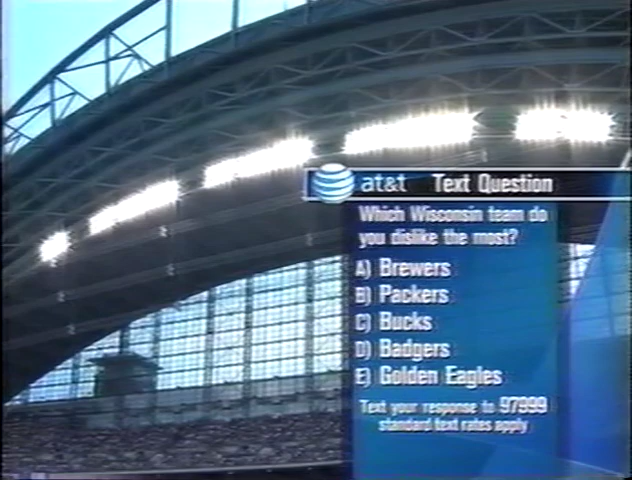 at&t Text Question
Which Wisconsin team do
you dislike the most?
A) Brewers
B) Packers
C) Bucks
D) Badgers
E) Golden Eagles
Text your response to 97999
standard text rates apply